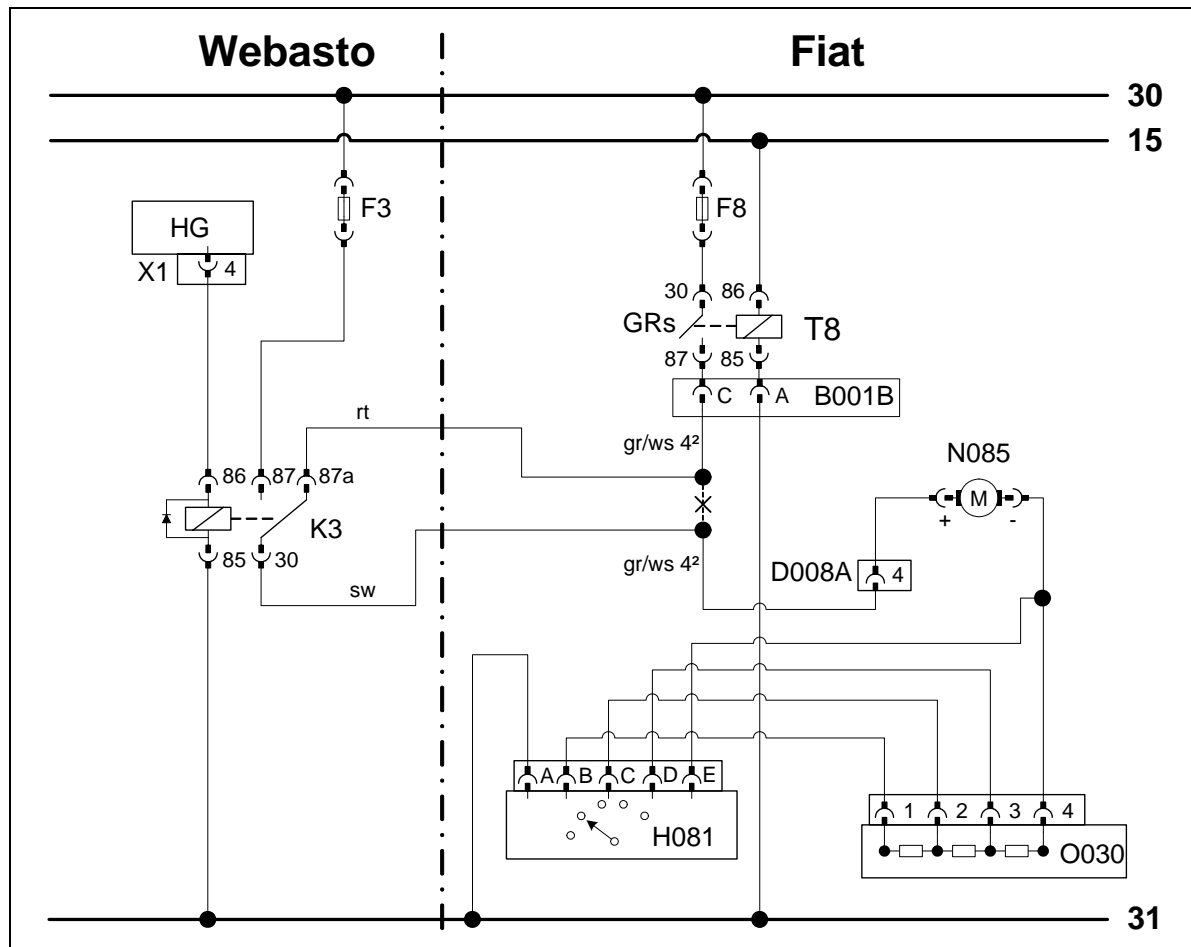 Webasto Fiat
30
15
F3 F8
HG
X1 4
30 86
GRs T8
87 85
C A B001B
rt
gr/ws 4²
N085
86 87 87a
M
+ -
K3
85 30
gr/ws 4² D008A 4
sw
A B C D E
1 2 3 4
H081
O030
31